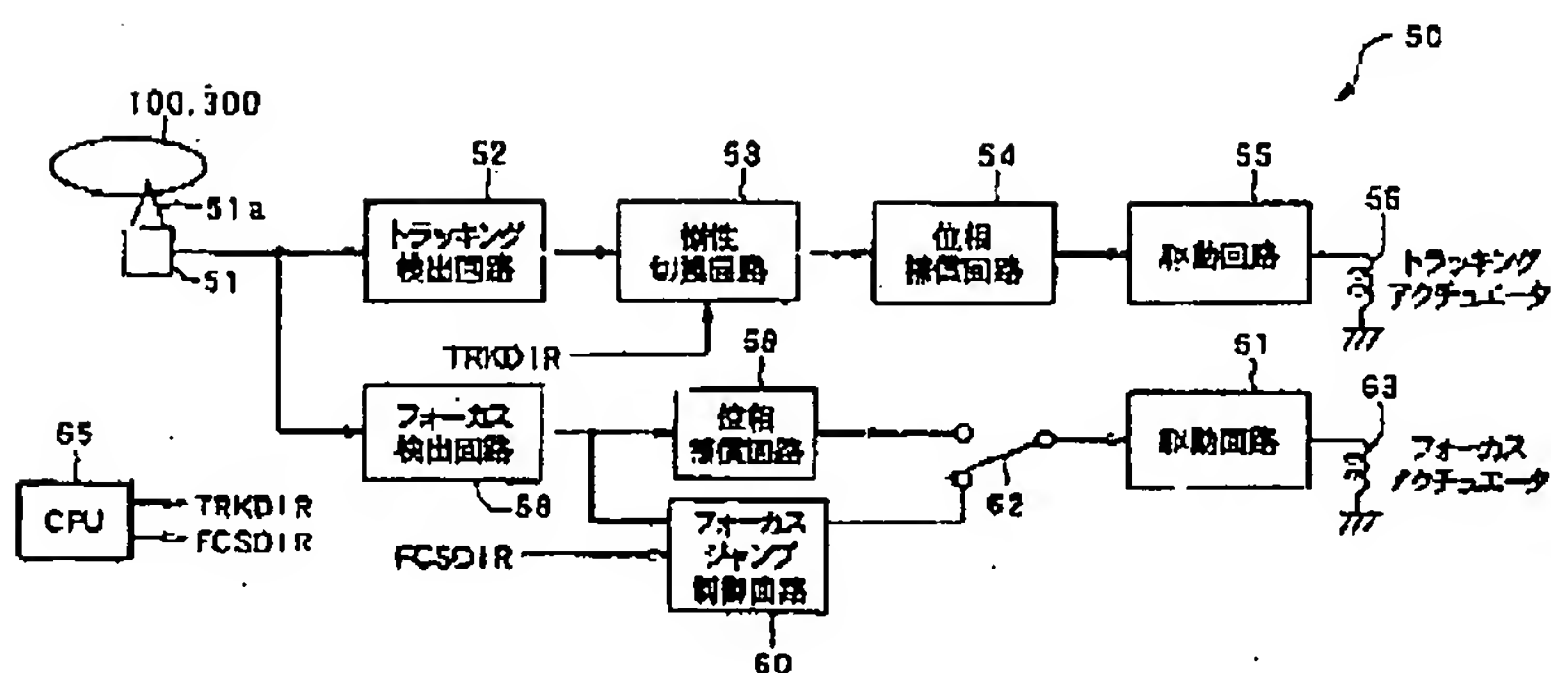 50
100, 300
51a
51
52
トラッキング
検出回路
53
極性
切換回路
TRKDIR
54
位相
補償回路
55
駆動回路
56
トラッキング
アクチュエータ
58
フォーカス
検出回路
59
位相
補償回路
FCSDIR
フォーカス
ジャンプ
制御回路
60
62
61
駆動回路
63
フォーカス
アクチュエータ
65
CPU
TRKDIR
FCSDIR